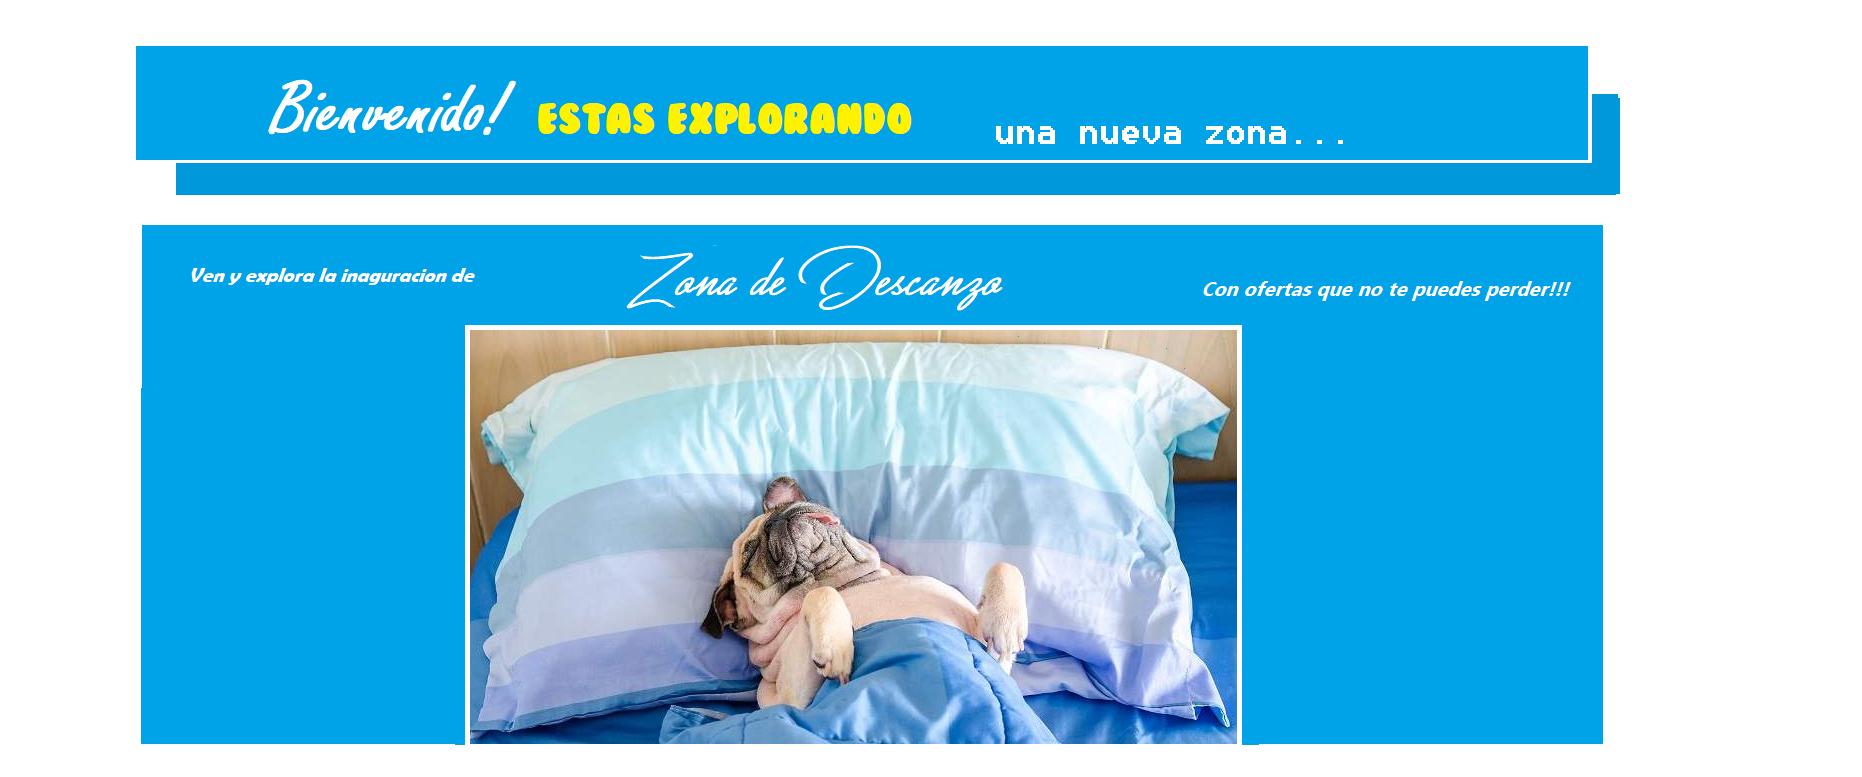 Bienvenido! ESTAS EXPLORANDO una nueva zona...
Ven y explora la inaguracion de
Zona de Descanzo
Con ofertas que no te puedes perder!!!